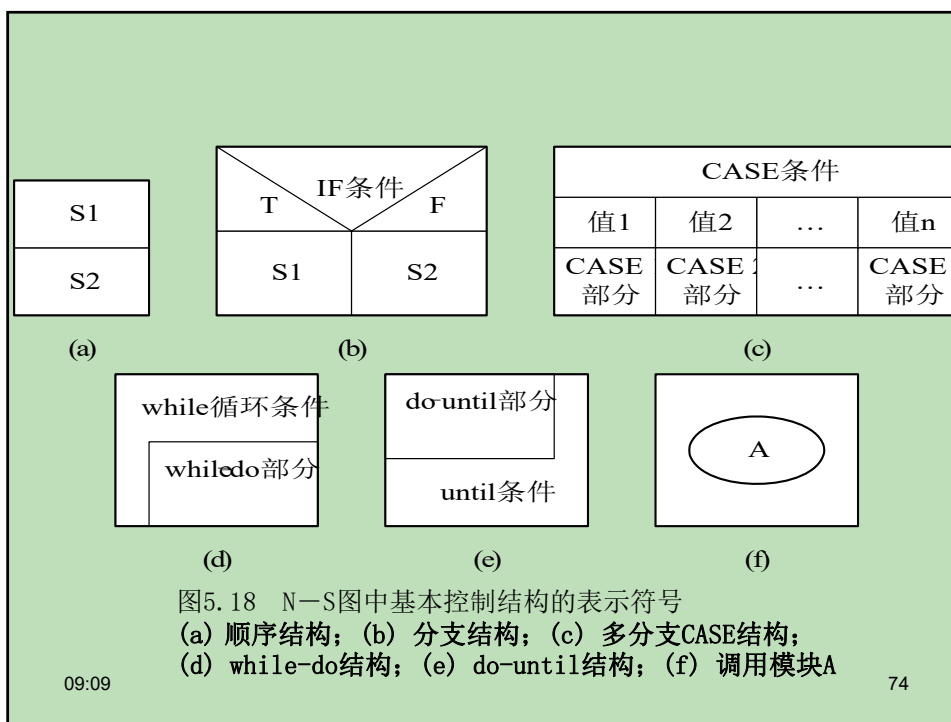 S1
S2
(a)
IF条件
T
F
S1
S2
(b)
CASE条件
值1
值2
…
值n
CASE
部分
CASE
部分
…
CASE
部分
(c)
while循环条件
while-do部分
(d)
do-until部分
until条件
(e)
A
(f)
图5.18 N－S图中基本控制结构的表示符号
(a) 顺序结构；(b) 分支结构；(c) 多分支CASE结构；
(d) while-do结构；(e) do-until结构；(f) 调用模块A
09:09
74